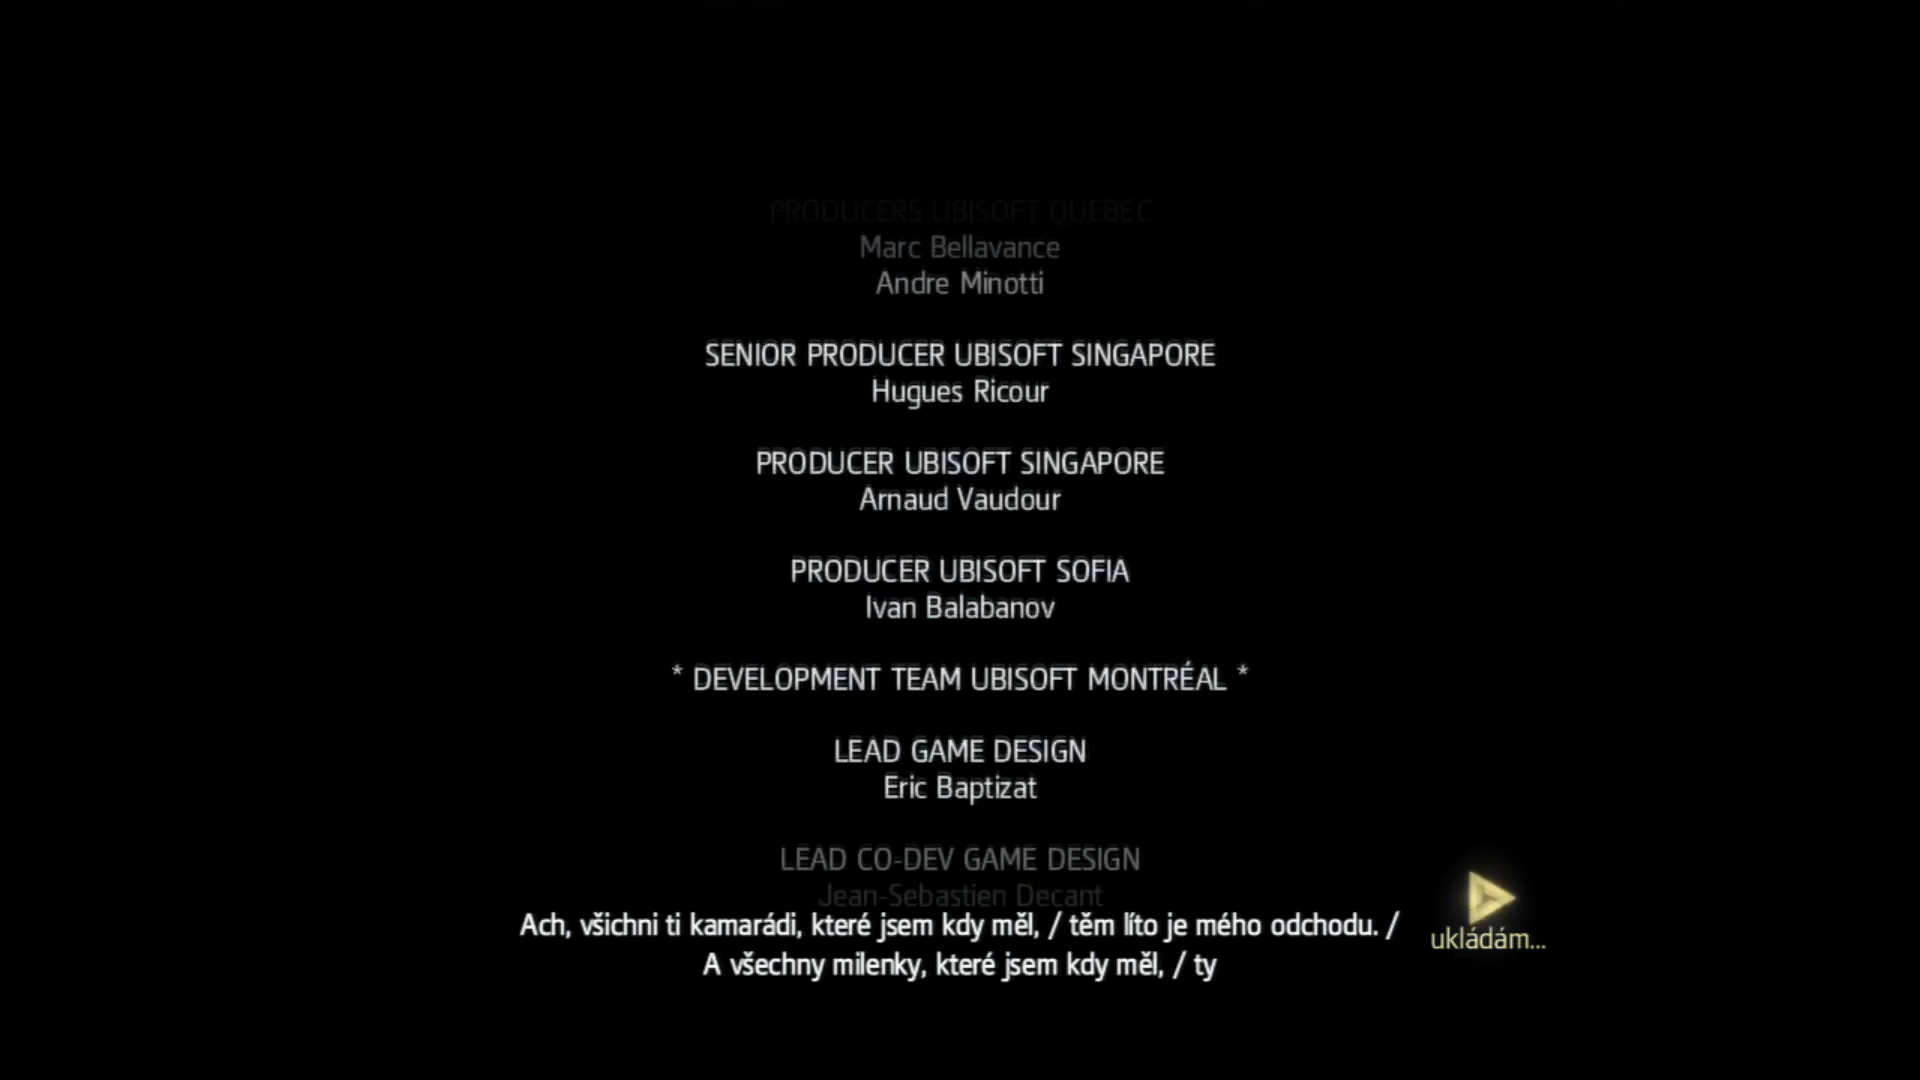 PRODUCERS UBISOFT QUEBEC
Marc Bellavance
Andre Minotti
SENIOR PRODUCER UBISOFT SINGAPORE
Hugues Ricour
PRODUCER UBISOFT SINGAPORE
Arnaud Vaudour
PRODUCER UBISOFT SOFIA
Ivan Balabanov
* DEVELOPMENT TEAM UBISOFT MONTRÉAL *
LEAD GAME DESIGN
Eric Baptizat
LEAD CO-DEV GAME DESIGN
Jean-Sebastien Decant
Ach, všichni ti kamarádi, které jsem kdy měl, / těm líto je mého odchodu. /
A všechny milenky, které jsem kdy měl, / ty
ukládám...